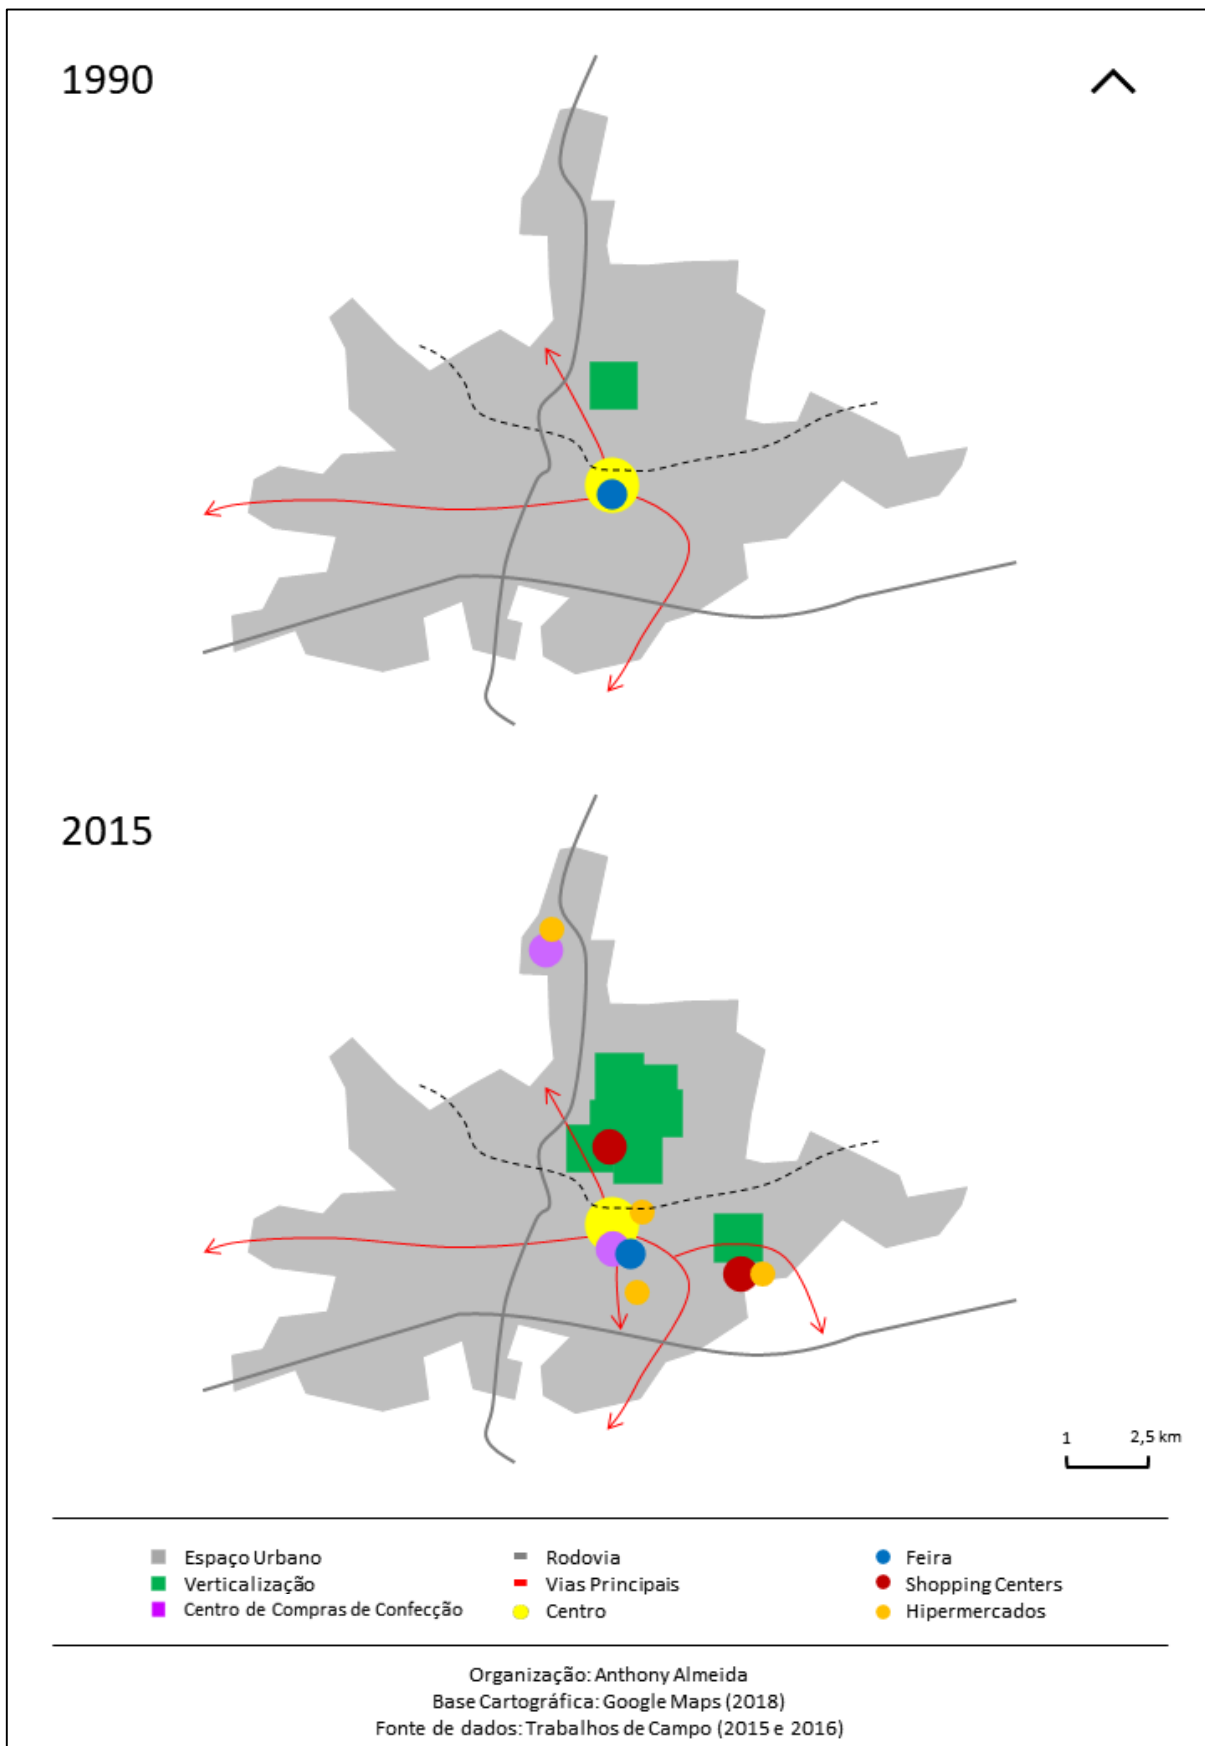 1990
2015
1 2,5 km
Espaço Urbano
Verticalização
Centro de Compras de Confecção
Rodovia
Vias Principais
Centro
Feira
Shopping Centers
Hipermercados
Organização: Anthony Almeida
Base Cartográfica: Google Maps (2018)
Fonte de dados: Trabalhos de Campo (2015 e 2016)